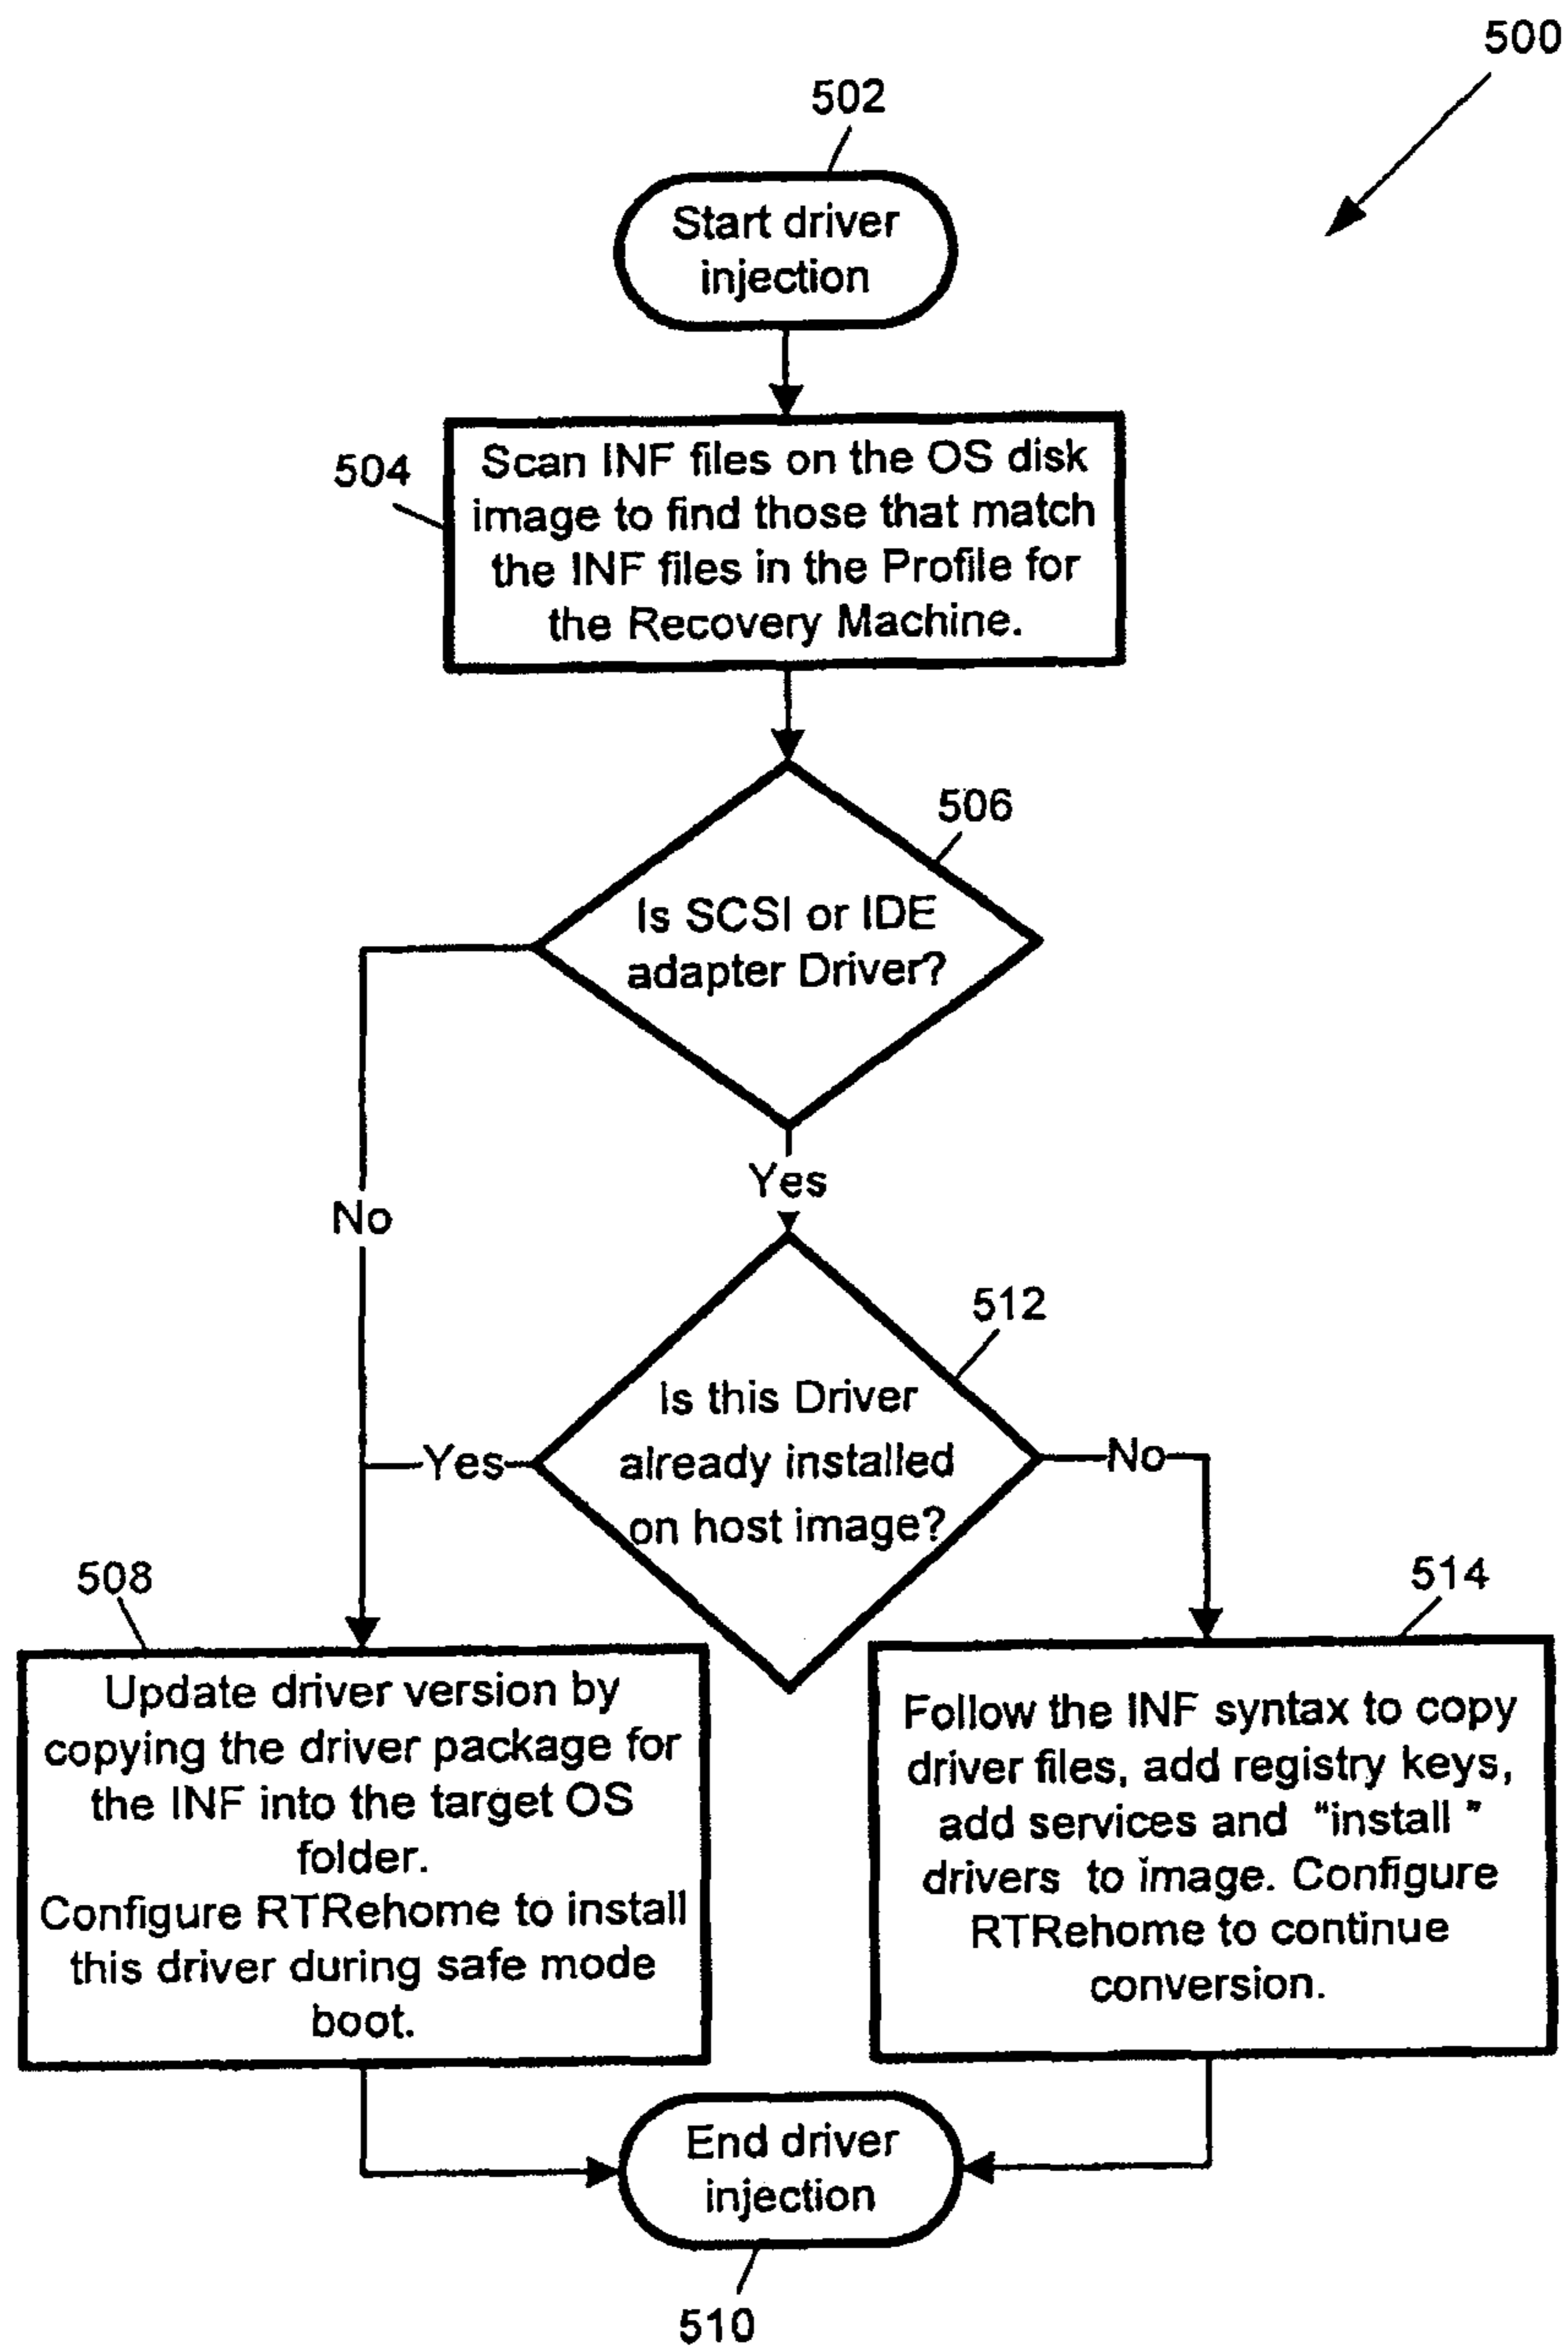 500
502
Start driver
injection
504
Scan INF files on the OS disk
image to find those that match
the INF files in the Profile for
the Recovery Machine.
506
Is SCSI or IDE
adapter Driver?
Yes
No
512
Is this Driver
already installed
on host image?
Yes
No
508
Update driver version by
copying the driver package for
the INF into the target OS
folder.
Configure RTRehome to install
this driver during safe mode
boot.
514
Follow the INF syntax to copy
driver files, add registry keys,
add services and "install "
drivers to image. Configure
RTRehome to continue
conversion.
End driver
injection
510